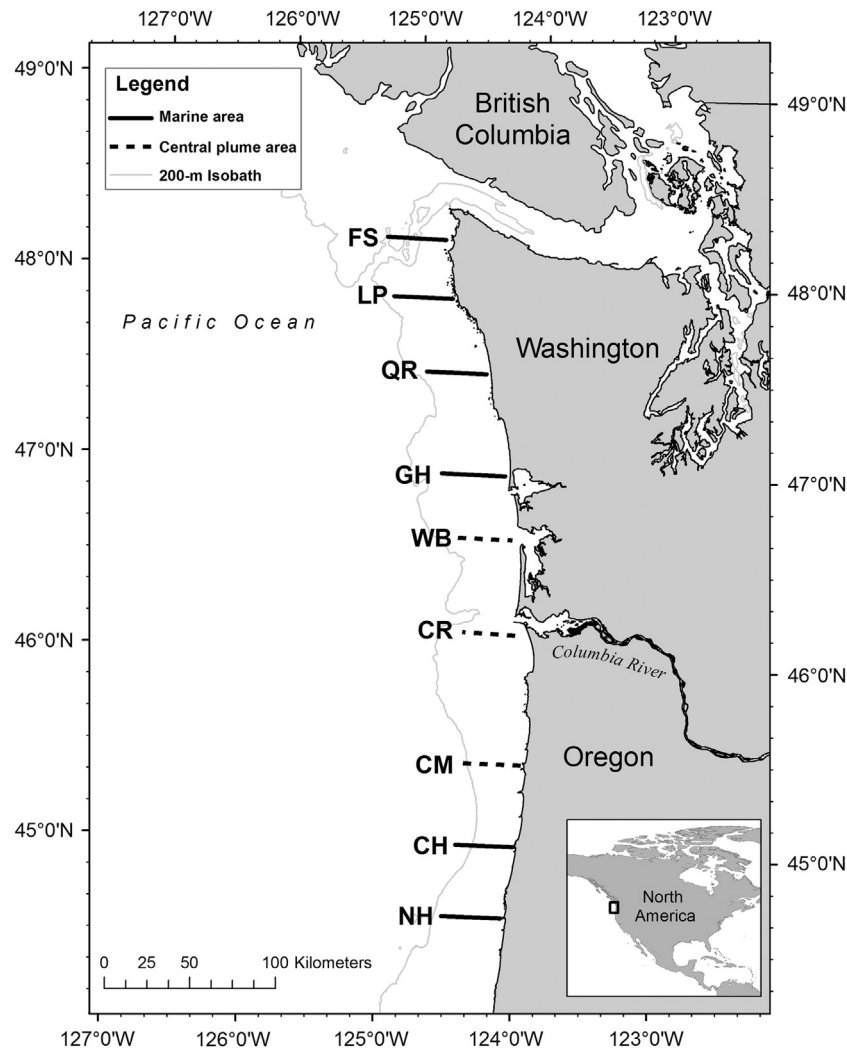 127°0'W 126°0'W 125°0'W 124°0'W 123°0'W
49°0'N
49°0'N
Legend
Marine area
Central plume area
200-m Isobath
British
Columbia
FS
48°0'N
LP
48°0'N
Pacific Ocean
Washington
QR
47°0'N
GH
47°0'N
WB
CR
46°0'N
Columbia River
46°0'N
CM
Oregon
45°0'N
CH
45°0'N
North
America
NH
0 25 50 100 Kilometers
127°0'W 126°0'W 125°0'W 124°0'W 123°0'W